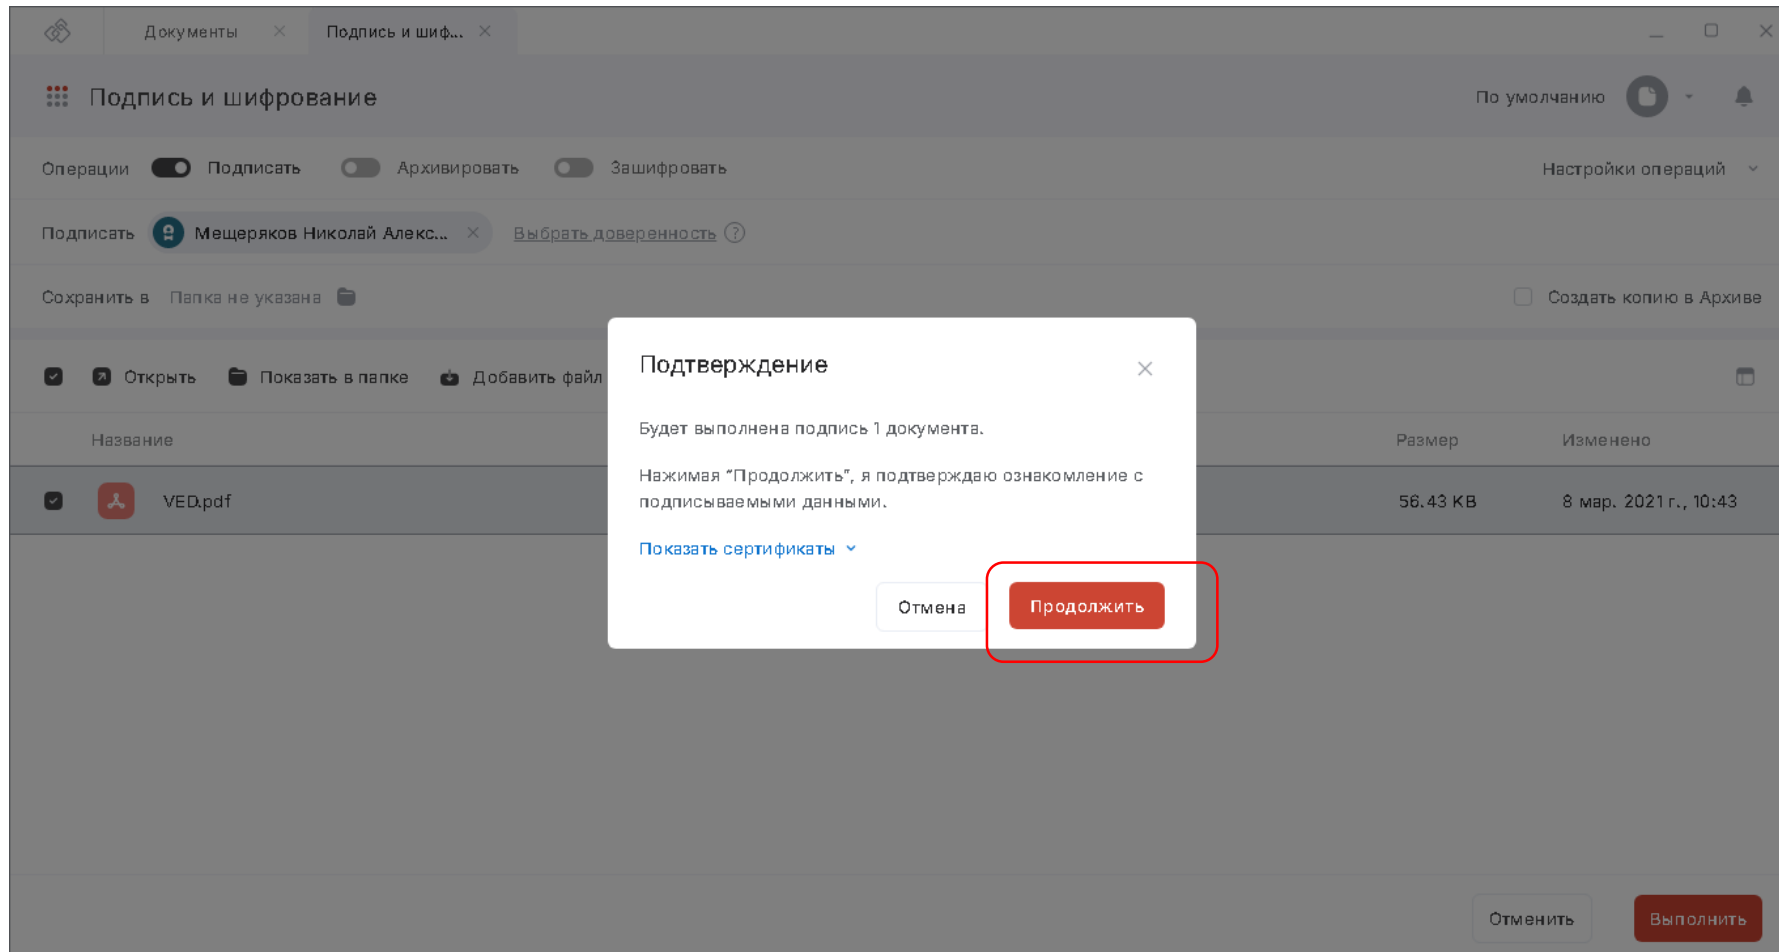 Документы
Подпись и шиф...
Подпись и шифрование
По умолчанию
Операции Подписать Архивировать Зашифровать Настройки операций
Подписать Мещеряков Николай Алекс... Выбрать доверенность ?
Сохранить в Папка не указана Создать копию в Архиве
Открыть Показать в папке Добавить файл
Название Размер Изменено
VED.pdf 56.43 KB 8 мар. 2021 г., 10:43
Подтверждение
Будет выполнена подпись 1 документа.
Нажимая “Продолжить”, я подтверждаю ознакомление с
подписываемыми данными.
Показать сертификаты
Отмена Продолжить
Отменить Выполнить